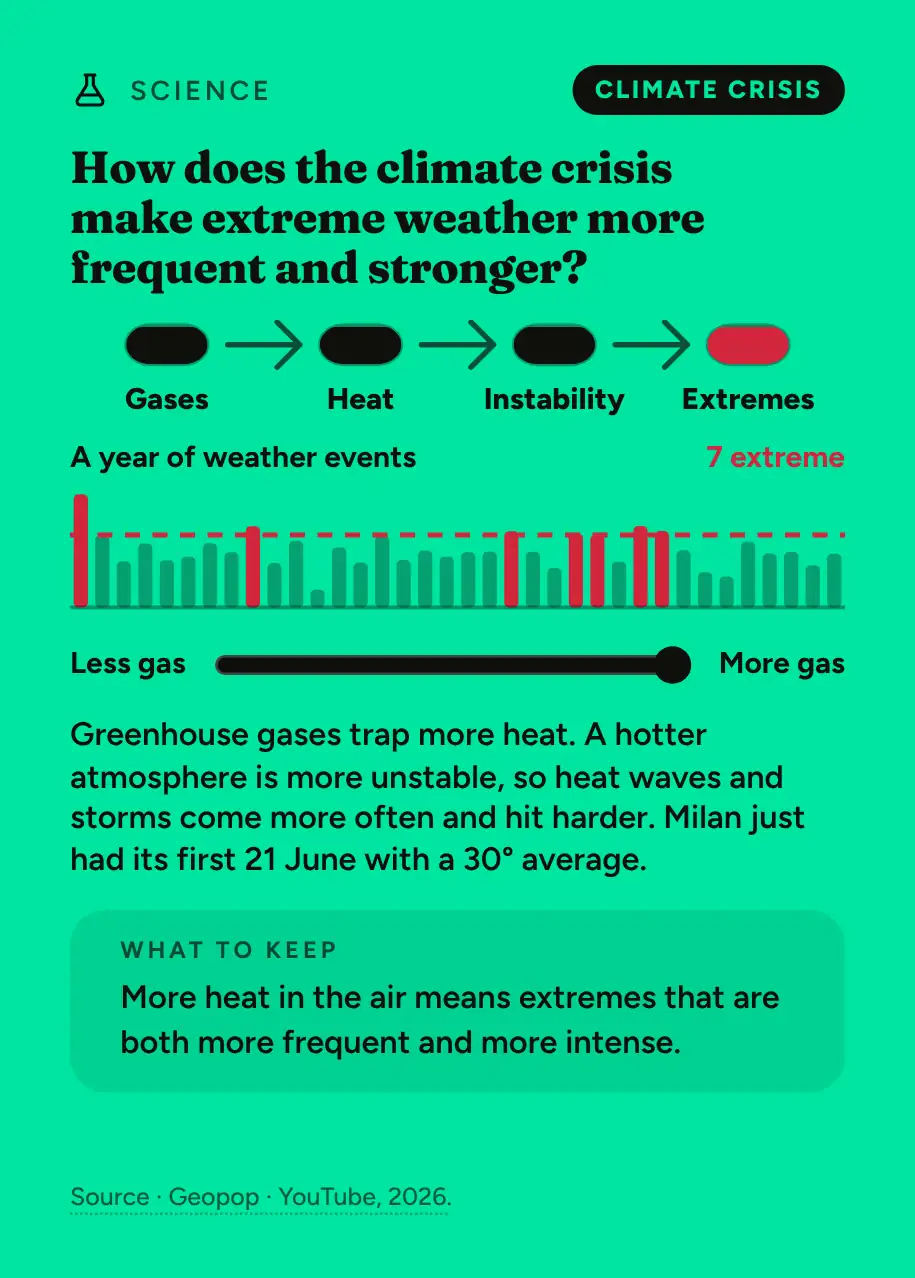 SCIENCE
CLIMATE CRISIS
How does the climate crisis
make extreme weather more
frequent and stronger?
Gases
Heat
Instability
Extremes
A year of weather events
7 extreme
Less gas
More gas
Greenhouse gases trap more heat. A hotter
atmosphere is more unstable, so heat waves and
storms come more often and hit harder. Milan just
had its first 21 June with a 30° average.
WHAT TO KEEP
More heat in the air means extremes that are
both more frequent and more intense.
Source · Geopop · YouTube, 2026.